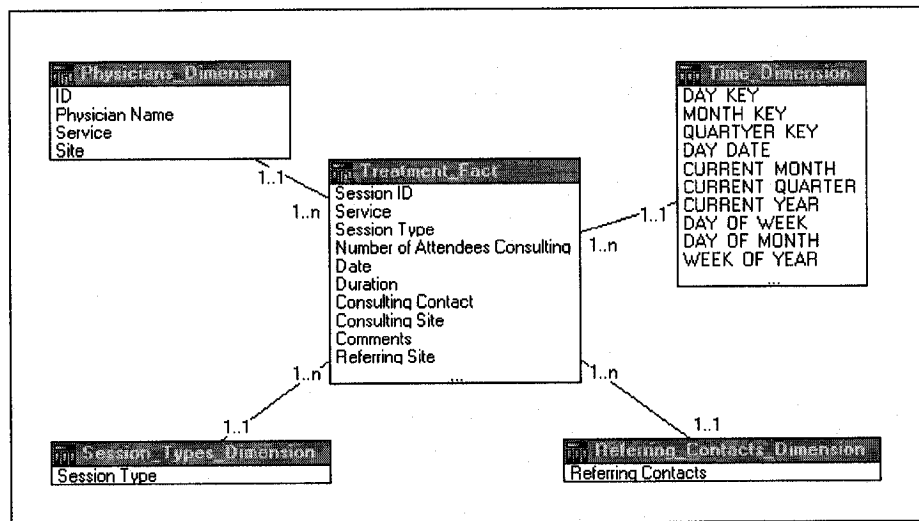 Physicians_Dimension
ID
Physician Name
Service
Site
Time_Dimension
DAY KEY
MONTH KEY
QUARTYER KEY
DAY DATE
CURRENT MONTH
CURRENT QUARTER
CURRENT YEAR
DAY OF WEEK
DAY OF MONTH
WEEK OF YEAR
...
Treatment_Fact
Session ID
Service
Session Type
Number of Attendees Consulting
Date
Duration
Consulting Contact
Consulting Site
Comments
Referring Site
...
1..1
1..n
1..1
1..n
1..n
1..1
1..n
1..1
Session_Types_Dimension
Session Type
Referring_Contacts_Dimension
Referring Contacts